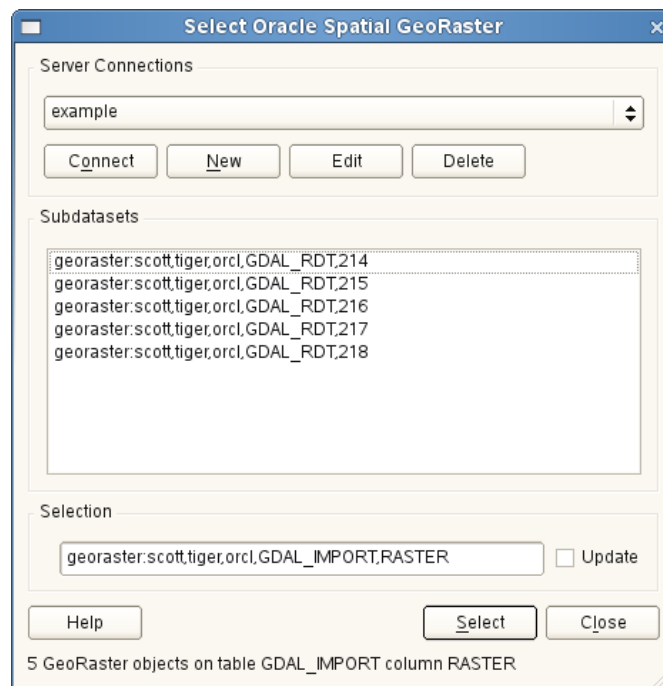 Select Oracle Spatial GeoRaster
Server Connections
example
Connect New Edit Delete
Subdatasets
georaster:scott,tiger,orcl,GDAL_RDT,214
georaster:scott,tiger,orcl,GDAL_RDT,215
georaster:scott,tiger,orcl,GDAL_RDT,216
georaster:scott,tiger,orcl,GDAL_RDT,217
georaster:scott,tiger,orcl,GDAL_RDT,218
Selection
georaster:scott,tiger,orcl,GDAL_IMPORT,RASTER Update
Help Select Close
5 GeoRaster objects on table GDAL_IMPORT column RASTER